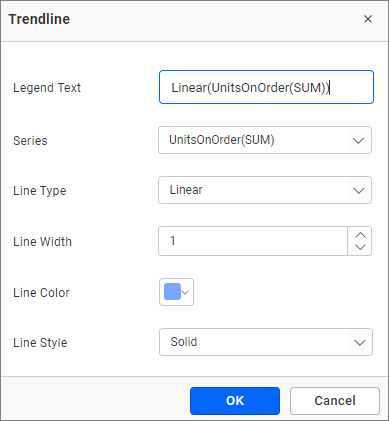 Trendline
Legend Text Linear(UnitsOnOrder(SUM))
Series UnitsOnOrder(SUM)
Line Type Linear
Line Width 1
Line Color
Line Style Solid
OK Cancel